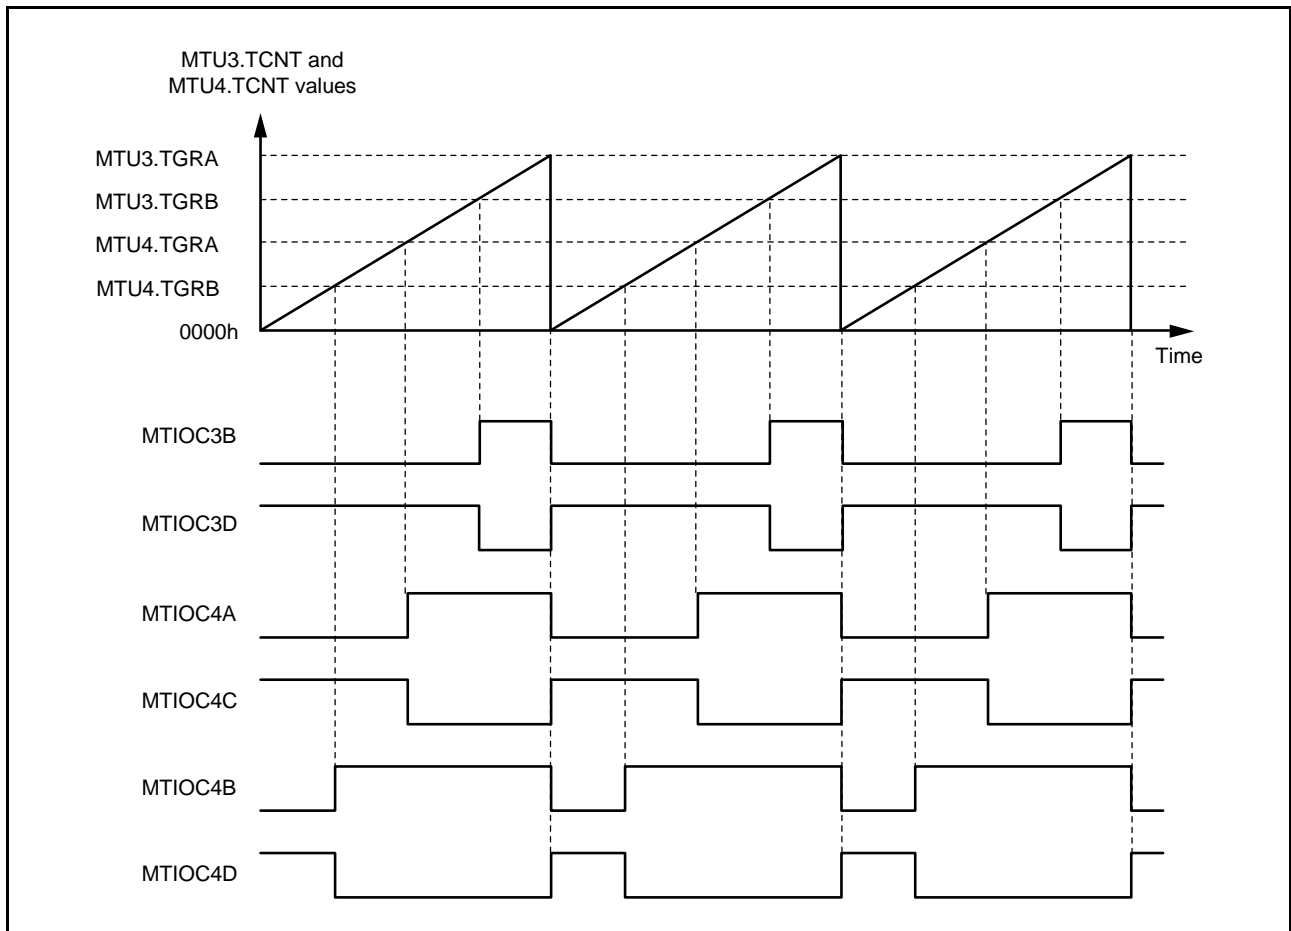 MTU3.TCNT and
MTU4.TCNT values
MTU3.TGRA
MTU3.TGRB
MTU4.TGRA
MTU4.TGRB
0000h
Time
MTIOC3B
MTIOC3D
MTIOC4A
MTIOC4C
MTIOC4B
MTIOC4D